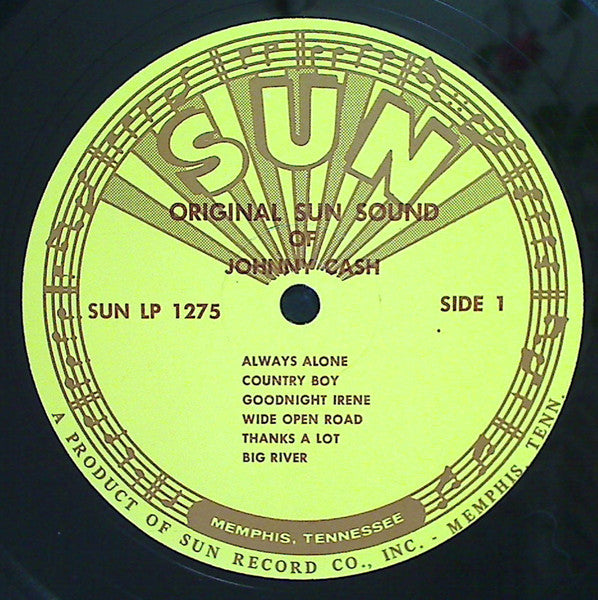 SUN
ORIGINAL SUN SOUND
OF
JOHNNY CASH
SUN LP 1275
SIDE 1
ALWAYS ALONE
COUNTRY BOY
GOODNIGHT IRENE
WIDE OPEN ROAD
THANKS A LOT
BIG RIVER
MEMPHIS, TENNESSEE
A PRODUCT OF SUN RECORD CO., INC. - MEMPHIS, TENN.